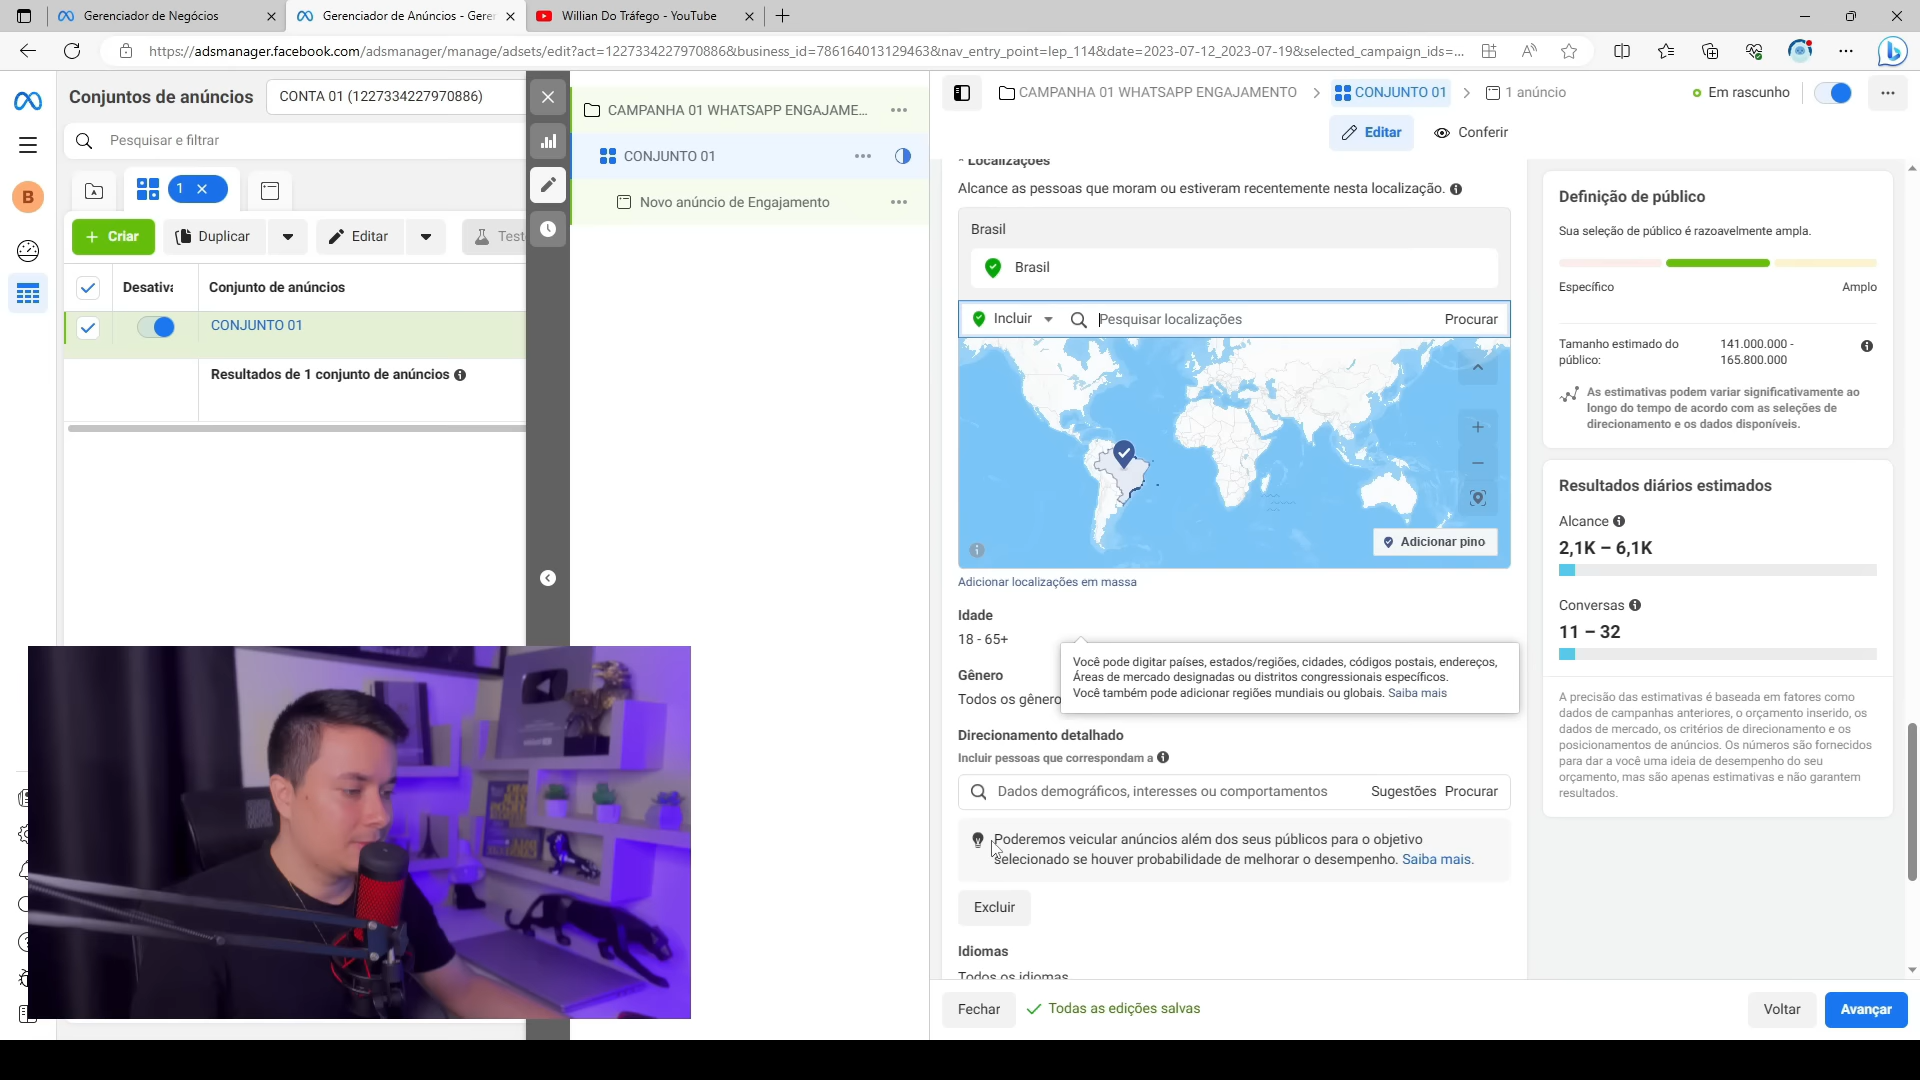 Gerenciador de Negócios
Gerenciador de Anúncios - Geren
Willian Do Tráfego - YouTube
https://adsmanager.facebook.com/adsmanager/manage/adsets/edit?act=1227334227970886&business_id=786164013129463&nav_entry_point=lep_114&date=2023-07-12_2023-07-19&selected_campaign_ids=...
Conjuntos de anúncios
CONTA 01 (1227334227970886)
Pesquisar e filtrar
B
1
+ Criar
Duplicar
Editar
Teste
Desativa
Conjunto de anúncios
CONJUNTO 01
Resultados de 1 conjunto de anúncios
CAMPANHA 01 WHATSAPP ENGAJAME...
CONJUNTO 01
Novo anúncio de Engajamento
CAMPANHA 01 WHATSAPP ENGAJAMENTO
CONJUNTO 01
1 anúncio
Em rascunho
Editar
Conferir
* Localizações
Alcance as pessoas que moram ou estiveram recentemente nesta localização.
Brasil
Brasil
Incluir
Pesquisar localizações
Procurar
Adicionar pino
Adicionar localizações em massa
Idade
18 - 65+
Gênero
Todos os gênero
Você pode digitar países, estados/regiões, cidades, códigos postais, endereços,
Áreas de mercado designadas ou distritos congressionais específicos.
Você também pode adicionar regiões mundiais ou globais. Saiba mais
Direcionamento detalhado
Incluir pessoas que correspondam a
Dados demográficos, interesses ou comportamentos
Sugestões
Procurar
Poderemos veicular anúncios além dos seus públicos para o objetivo
selecionado se houver probabilidade de melhorar o desempenho. Saiba mais.
Excluir
Idiomas
Todos os idiomas
Fechar
Todas as edições salvas
Voltar
Avançar
Definição de público
Sua seleção de público é razoavelmente ampla.
Específico
Amplo
Tamanho estimado do
público:
141.000.000 -
165.800.000
As estimativas podem variar significativamente ao
longo do tempo de acordo com as seleções de
direcionamento e os dados disponíveis.
Resultados diários estimados
Alcance
2,1K – 6,1K
Conversas
11 – 32
A precisão das estimativas é baseada em fatores como
dados de campanhas anteriores, o orçamento inserido, os
dados de mercado, os critérios de direcionamento e os
posicionamentos de anúncios. Os números são fornecidos
para dar a você uma ideia de desempenho do seu
orçamento, mas são apenas estimativas e não garantem
resultados.